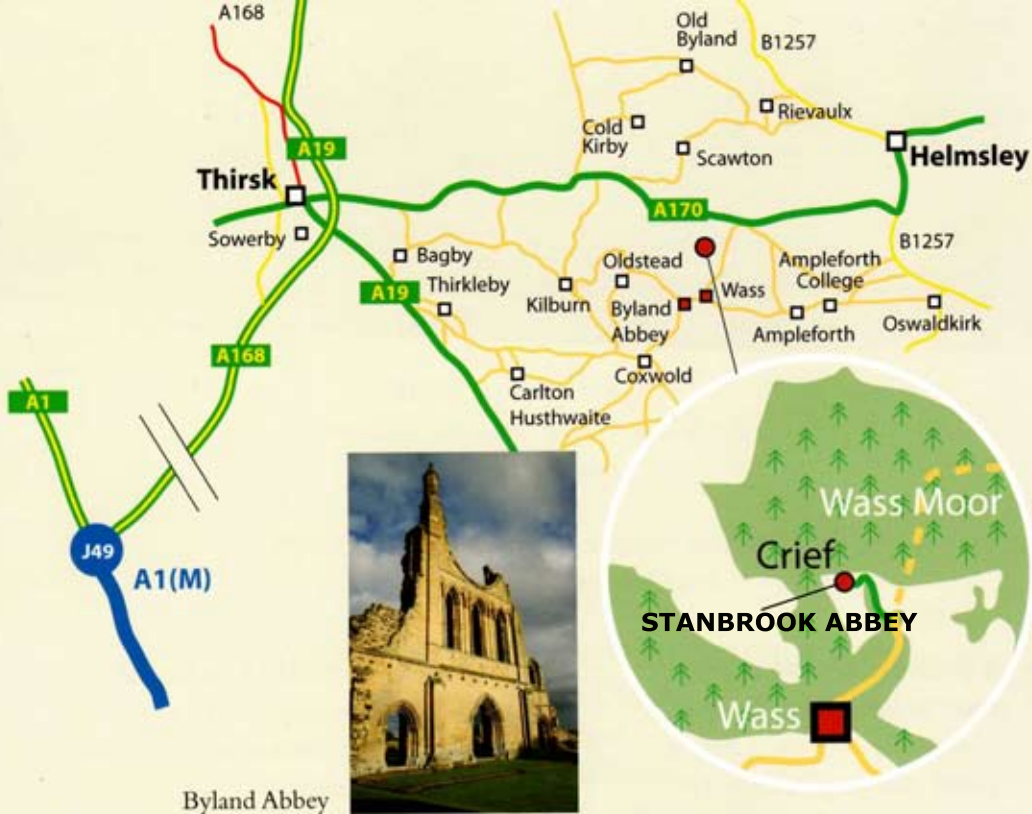 A168
Old
Byland
B1257
Rievaulx
Cold
Kirby
Scawton
Helmsley
A19
Thirsk
A170
Sowerby
Bagby
Oldstead
Ampleforth
College
B1257
A19
Thirkleby
Kilburn
Byland
Abbey
Wass
Ampleforth
Oswaldkirk
A168
Coxwold
A1
Carlton
Husthwaite
J49
A1(M)
Wass Moor
Crief
STANBROOK ABBEY
Wass
Byland Abbey